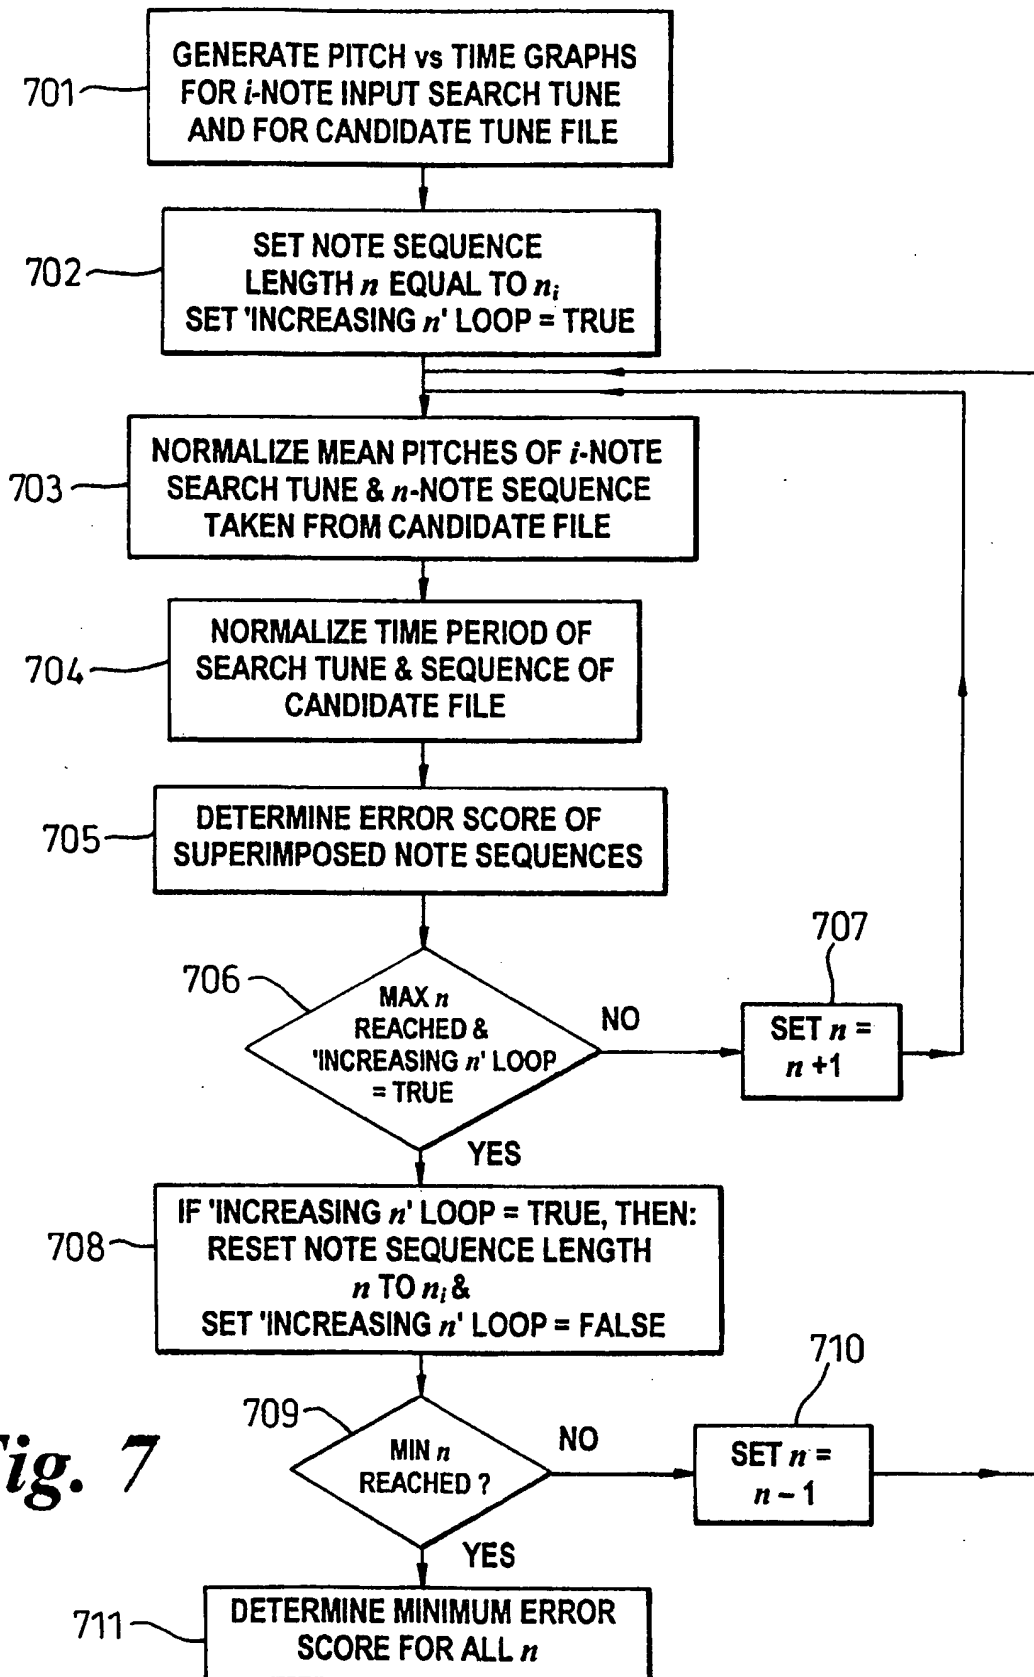 701
GENERATE PITCH vs TIME GRAPHS
FOR i-NOTE INPUT SEARCH TUNE
AND FOR CANDIDATE TUNE FILE
702
SET NOTE SEQUENCE
LENGTH n EQUAL TO nᵢ
SET 'INCREASING n' LOOP = TRUE
703
NORMALIZE MEAN PITCHES OF i-NOTE
SEARCH TUNE & n-NOTE SEQUENCE
TAKEN FROM CANDIDATE FILE
704
NORMALIZE TIME PERIOD OF
SEARCH TUNE & SEQUENCE OF
CANDIDATE FILE
705
DETERMINE ERROR SCORE OF
SUPERIMPOSED NOTE SEQUENCES
706
MAX n
REACHED &
'INCREASING n' LOOP
= TRUE
NO
707
SET n =
n +1
YES
708
IF 'INCREASING n' LOOP = TRUE, THEN:
RESET NOTE SEQUENCE LENGTH
n TO nᵢ &
SET 'INCREASING n' LOOP = FALSE
709
MIN n
REACHED ?
NO
710
SET n =
n – 1
YES
711
DETERMINE MINIMUM ERROR
SCORE FOR ALL n
Fig. 7